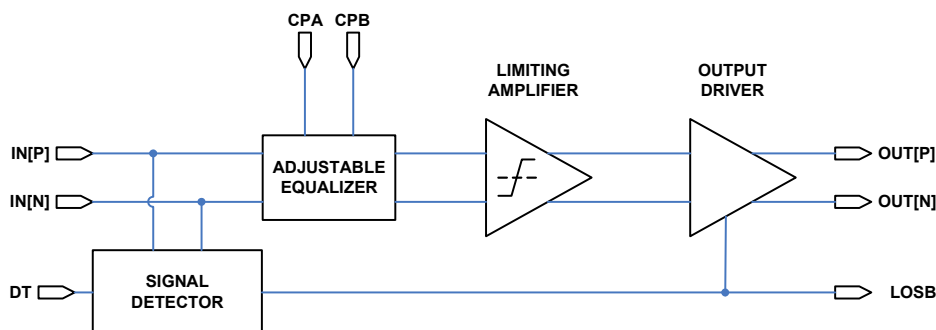 CPA CPB
LIMITING
AMPLIFIER
OUTPUT
DRIVER
IN[P]
ADJUSTABLE
EQUALIZER
OUT[P]
IN[N]
OUT[N]
DT
SIGNAL
DETECTOR
LOSB